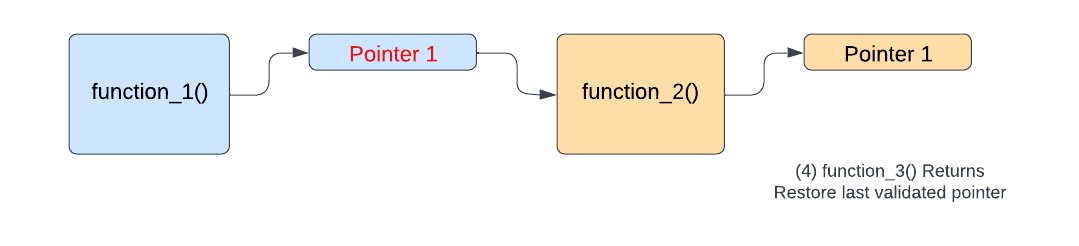 function_1()
Pointer 1
function_2()
Pointer 1
(4) function_3() Returns
Restore last validated pointer